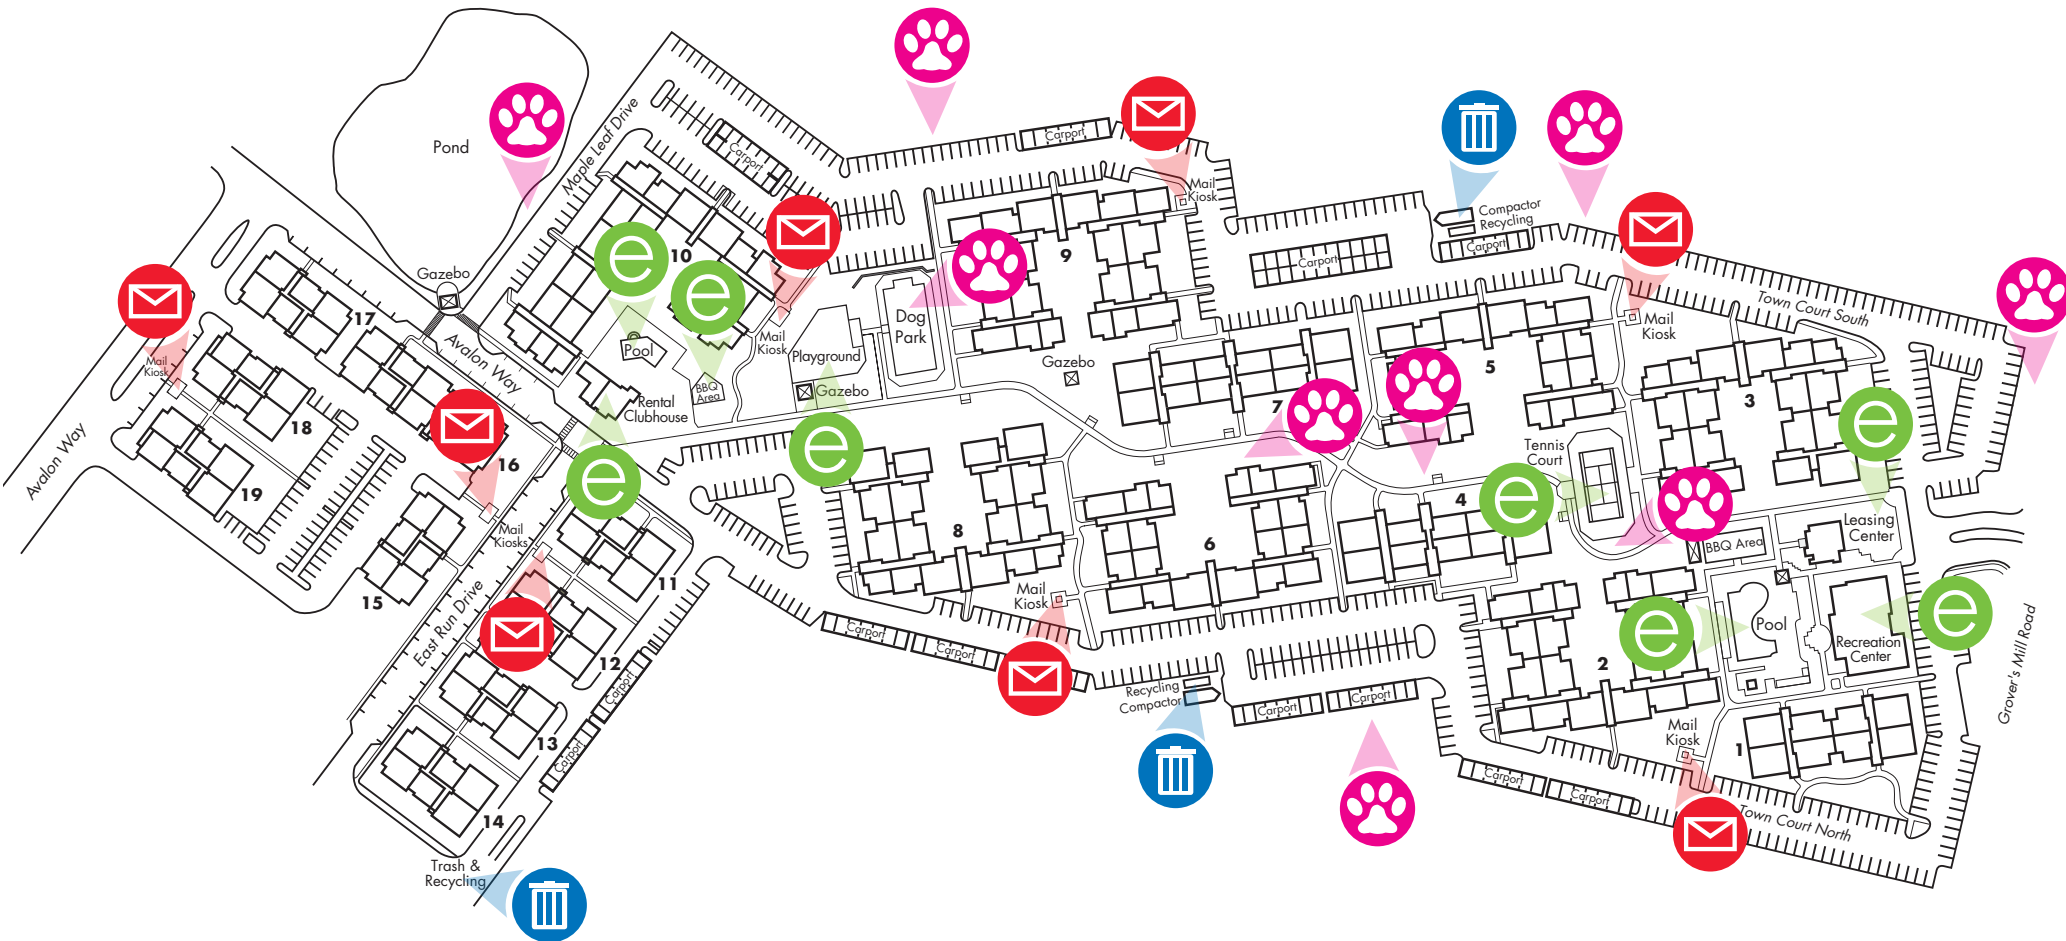 Pond
Maple Leaf Drive
Carport
Carport
Mail
Kiosk
Compactor
Recycling
Carport
Carport
Town Court South
Mail
Kiosk
Gazebo
10
9
17
Avalon Way
e
e
Pool
BBQ
Area
Mail
Kiosk
Playground
Dog
Park
Gazebo
Gazebo
Rental
Clubhouse
Mail
Kiosk
18
19
16
Avalon Way
7
5
3
e
e
e
Tennis
Court
4
e
Leasing
Center
BBQ Area
Mail
Kiosks
15
East Run Drive
11
12
13
14
Carport
Carport
8
6
Mail
Kiosk
Carport
Carport
Recycling
Compactor
Carport
Carport
2
e
Pool
e
Recreation
Center
Grover's Mill Road
Mail
Kiosk
1
Carport
Carport
Town Court North
Trash &
Recycling